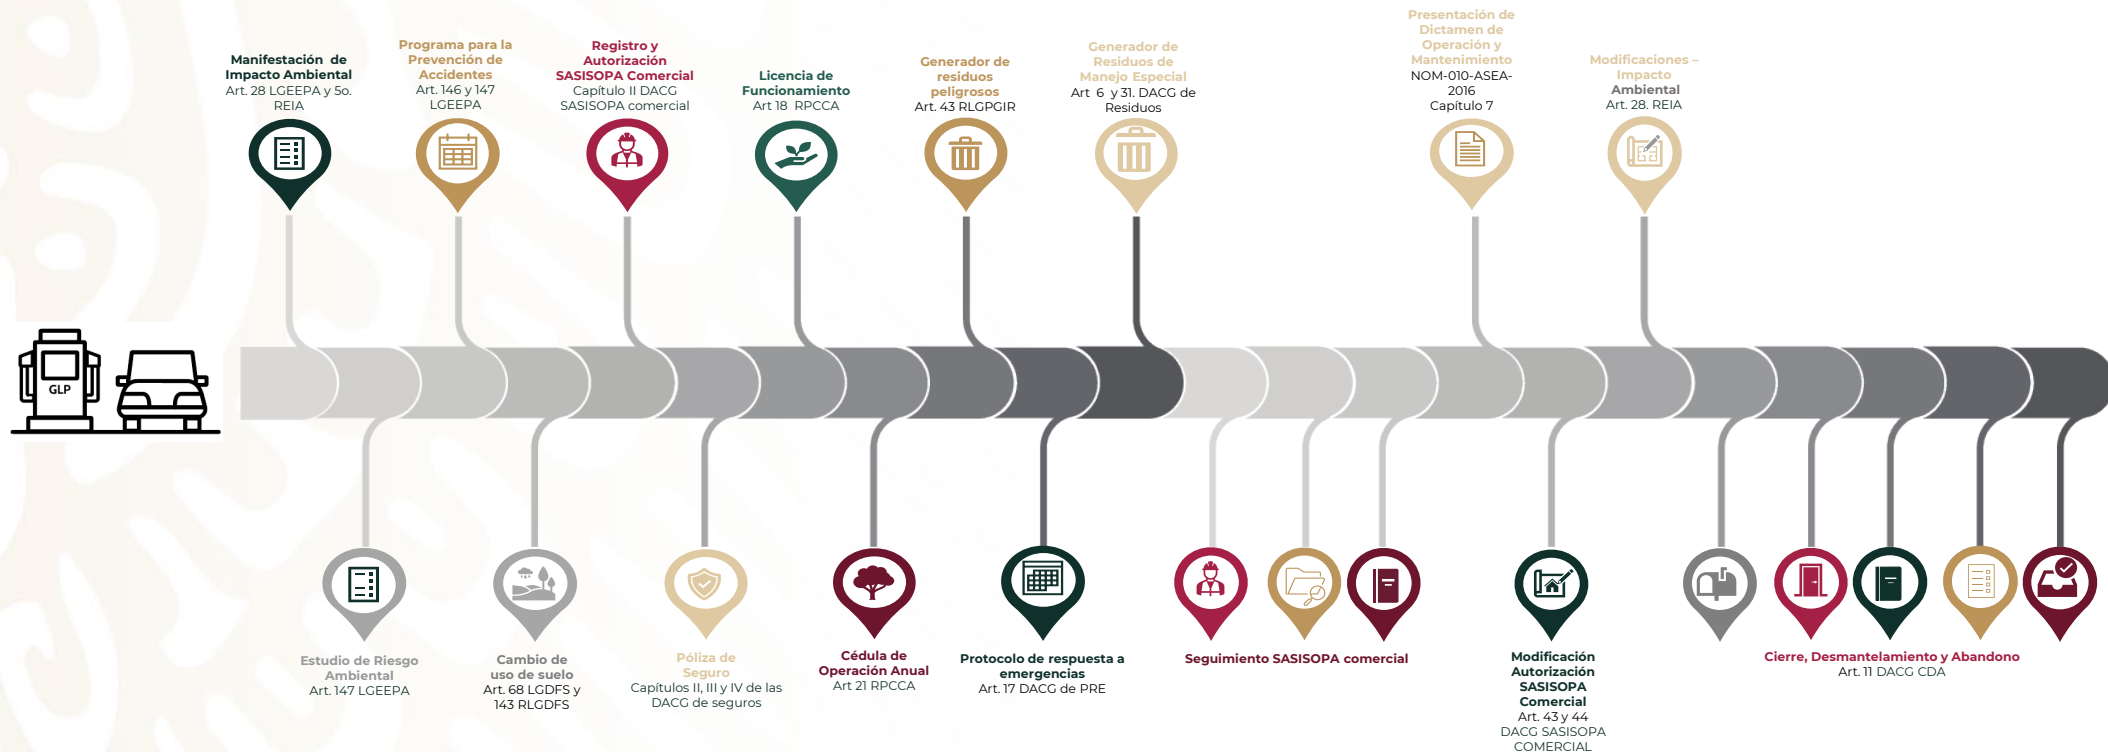 Manifestación de
Impacto Ambiental
Art. 28 LGEEPA y 5o.
REIA
Programa para la
Prevención de
Accidentes
Art. 146 y 147
LGEEPA
Registro y
Autorización
SASISOPA Comercial
Capítulo II DACG
SASISOPA comercial
Licencia de
Funcionamiento
Art 18 RPCCA
Generador de
residuos
peligrosos
Art. 43 RLGPGIR
Generador de
Residuos de
Manejo Especial
Art 6 y 31. DACG de
Residuos
Presentación de
Dictamen de
Operación y
Mantenimiento
NOM-010-ASEA-
2016
Capítulo 7
Modificaciones –
Impacto
Ambiental
Art. 28. REIA
GLP
Estudio de Riesgo
Ambiental
Art. 147 LGEEPA
Cambio de
uso de suelo
Art. 68 LGDFS y
143 RLGDFS
Póliza de
Seguro
Capítulos II, III y IV de las
DACG de seguros
Cédula de
Operación Anual
Art 21 RPCCA
Protocolo de respuesta a
emergencias
Art. 17 DACG de PRE
Seguimiento SASISOPA comercial
Modificación
Autorización
SASISOPA
Comercial
Art. 43 y 44
DACG SASISOPA
COMERCIAL
Cierre, Desmantelamiento y Abandono
Art. 11 DACG CDA